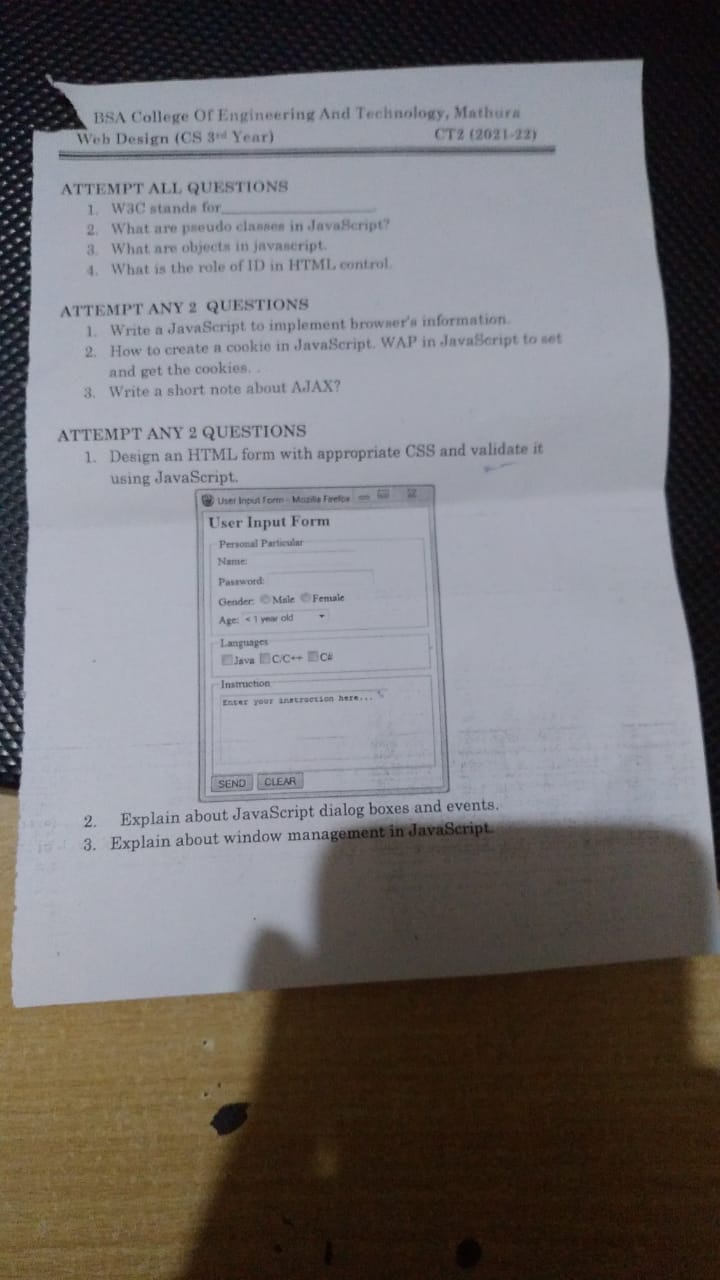 BSA College Of Engineering And Technology, Mathura
Web Design (CS 3rd Year) CT2 (2021-22)
ATTEMPT ALL QUESTIONS
1. W3C stands for_______________
2. What are pseudo classes in JavaScript?
3. What are objects in javascript.
4. What is the role of ID in HTML control.
ATTEMPT ANY 2 QUESTIONS
1. Write a JavaScript to implement browser's information.
2. How to create a cookie in JavaScript. WAP in JavaScript to set
and get the cookies. .
3. Write a short note about AJAX?
ATTEMPT ANY 2 QUESTIONS
1. Design an HTML form with appropriate CSS and validate it
using JavaScript.
User Input Form - Mozilla Firefox
User Input Form
Personal Particular
Name:
Password:
Gender: Male Female
Age: < 1 year old
Languages
Java C/C++ C#
Instruction
Enter your instruction here...
SEND CLEAR
2. Explain about JavaScript dialog boxes and events.
3. Explain about window management in JavaScript.